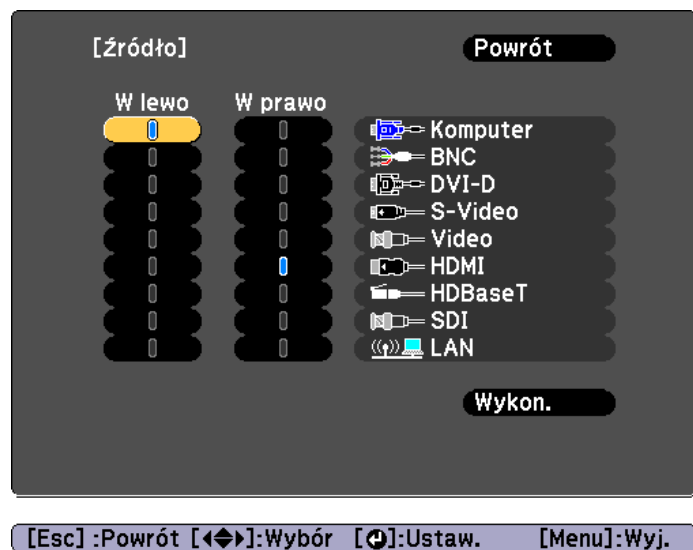 [Źródło]
Powrót
W lewo W prawo
Komputer
BNC
DVI-D
S-Video
Video
HDMI
HDBaseT
SDI
LAN
Wykon.
[Esc] :Powrót [◀◆▶]:Wybór [↵]:Ustaw. [Menu]:Wyj.